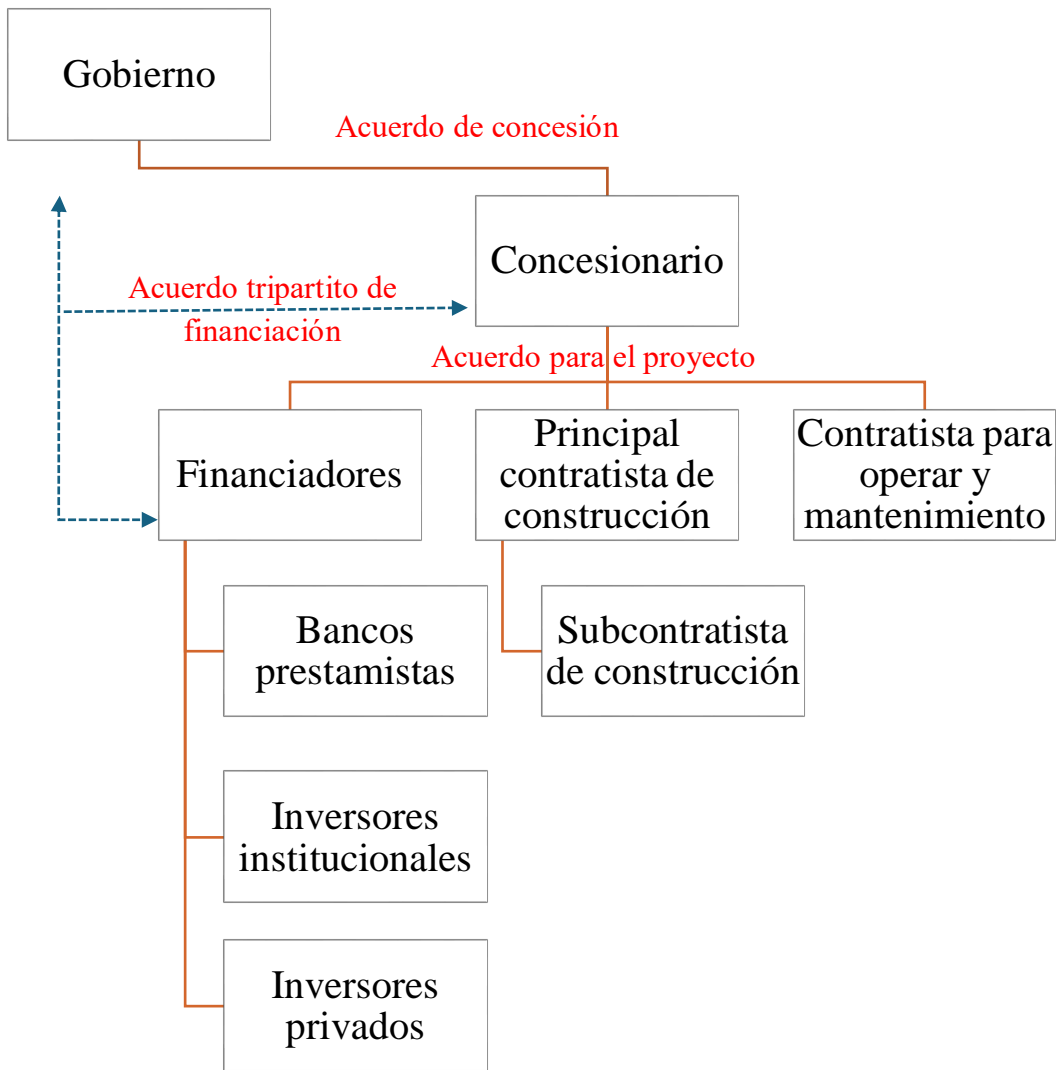 Gobierno
Acuerdo de concesión
Concesionario
Acuerdo tripartito de
financiación
Acuerdo para el proyecto
Financiadores
Principal
contratista de
construcción
Contratista para
operar y
mantenimiento
Bancos
prestamistas
Subcontratista
de construcción
Inversores
institucionales
Inversores
privados